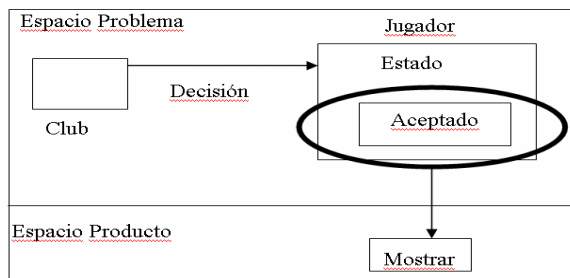 Espacio Problema
Jugador
Estado
Decisión
Aceptado
Club
Espacio Producto
Mostrar